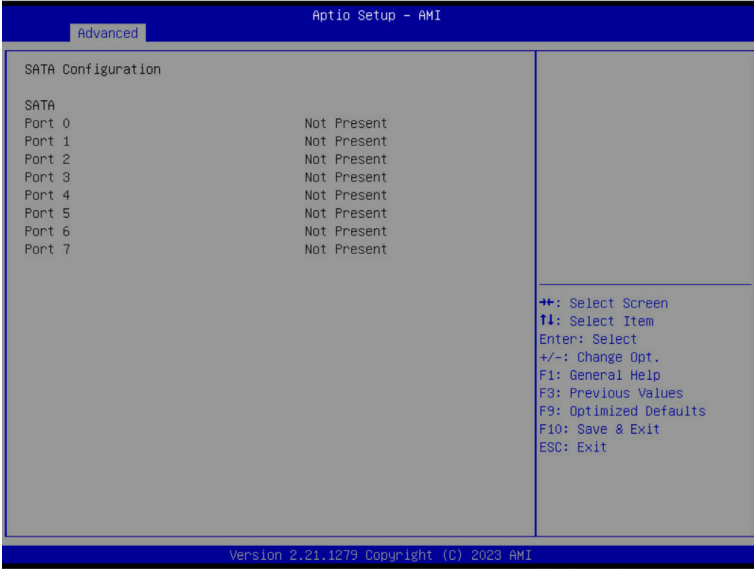 Aptio Setup – AMI
Advanced
SATA Configuration
SATA
Port 0 Not Present
Port 1 Not Present
Port 2 Not Present
Port 3 Not Present
Port 4 Not Present
Port 5 Not Present
Port 6 Not Present
Port 7 Not Present
→←: Select Screen
↑↓: Select Item
Enter: Select
+/-: Change Opt.
F1: General Help
F3: Previous Values
F9: Optimized Defaults
F10: Save & Exit
ESC: Exit
Version 2.21.1279 Copyright (C) 2023 AMI